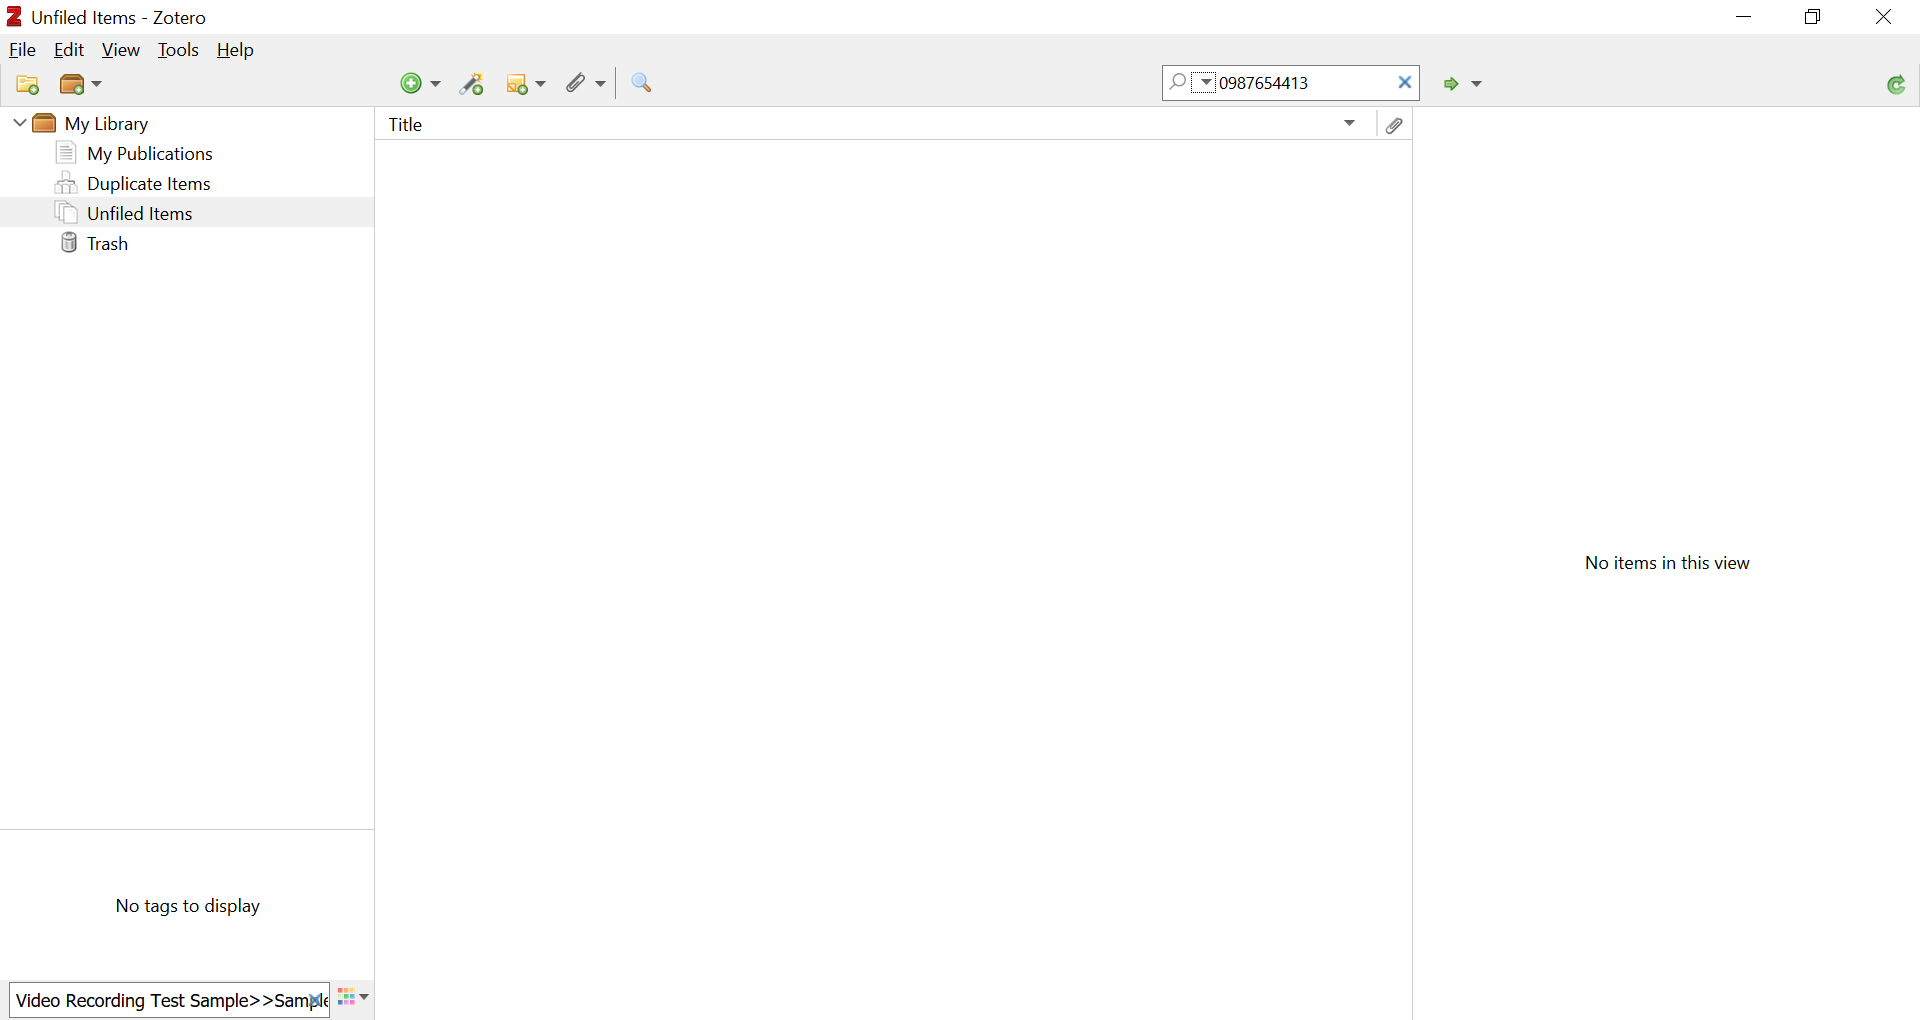 Unfiled Items - Zotero
File Edit View Tools Help
0987654413
My Library
My Publications
Duplicate Items
Unfiled Items
Trash
Title
No items in this view
No tags to display
Video Recording Test Sample>>Sample